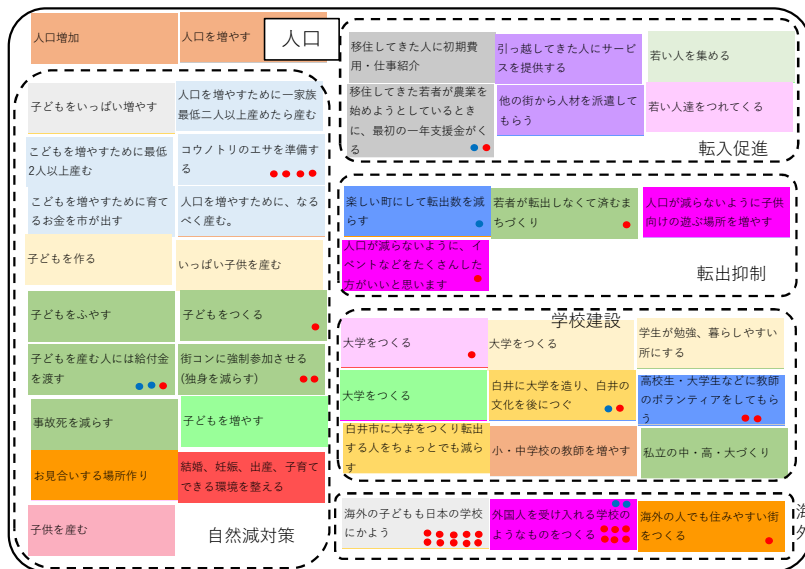 人口
人口増加
人口を増やす
子どもをいっぱい増やす
人口を増やすために一家族
最低二人以上産めたら産む
こどもを増やすために最低
2人以上産む
コウノトリのエサを準備す
る
こどもを増やすために育て
るお金を市が出す
人口を増やすために、なる
べく産む。
子どもを作る
いっぱい子供を産む
子どもをふやす
子どもをつくる
子どもを産む人には給付金
を渡す
街コンに強制参加させる
(独身を減らす)
事故死を減らす
子どもを増やす
お見合いする場所作り
結婚、妊娠、出産、子育て
できる環境を整える
子供を産む
自然減対策
移住してきた人に初期費
用・仕事紹介
引っ越してきた人にサービ
スを提供する
若い人を集める
移住してきた若者が農業を
始めようとしているとき
に、最初の一年支援金がく
る
他の街から人材を派遣して
もらう
若い人達をつれてくる
転入促進
楽しい町にして転出数を減
らす
若者が転出しなくて済むま
ちづくり
人口が減らないように子供
向けの遊ぶ場所を増やす
人口が減らないように、イ
ベントなどをたくさんした
方がいいと思います
転出抑制
学校建設
大学をつくる
大学をつくる
学生が勉強、暮らしやすい
所にする
大学をつくる
白井に大学を造り、白井の
文化を後につぐ
高校生・大学生などに教師
のボランティアをしてもら
う
白井市に大学をつくり転出
する人をちょっとでも減ら
す
小・中学校の教師を増やす
私立の中・高・大づくり
海外の子どもも日本の学校
にかよう
外国人を受け入れる学校の
ようなものをつくる
海外の人でも住みやすい街
をつくる
海
外